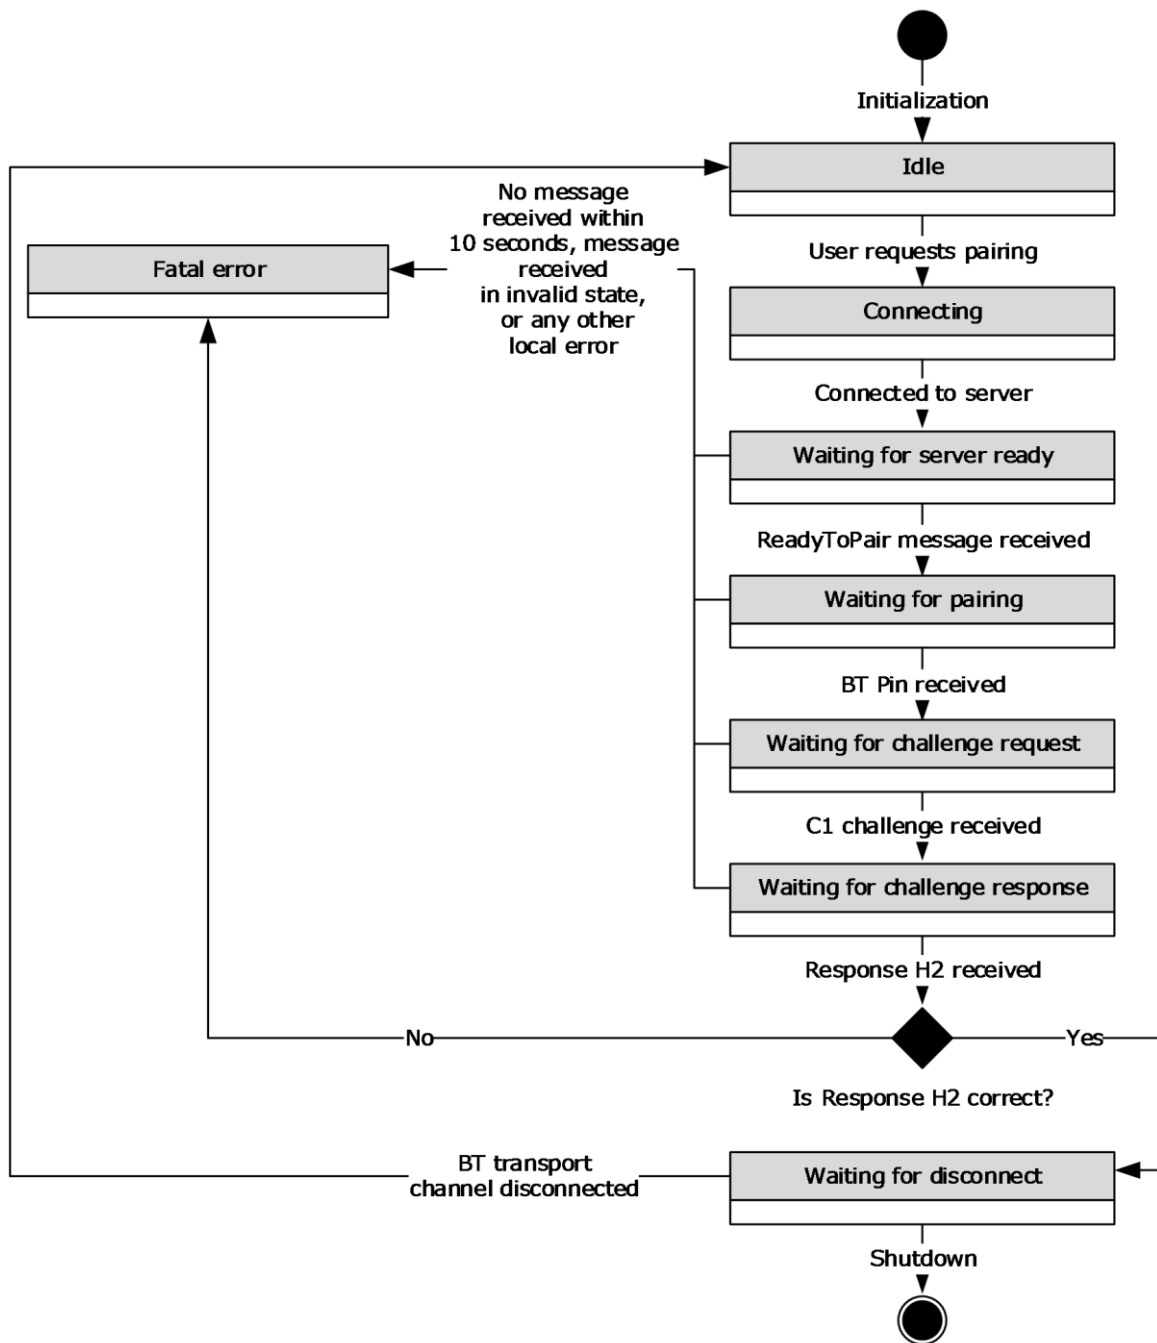 Initialization
Idle
No message
received within
10 seconds, message
received
in invalid state,
or any other
local error
User requests pairing
Fatal error
Connecting
Connected to server
Waiting for server ready
ReadyToPair message received
Waiting for pairing
BT Pin received
Waiting for challenge request
C1 challenge received
Waiting for challenge response
Response H2 received
No
Yes
Is Response H2 correct?
BT transport
channel disconnected
Waiting for disconnect
Shutdown